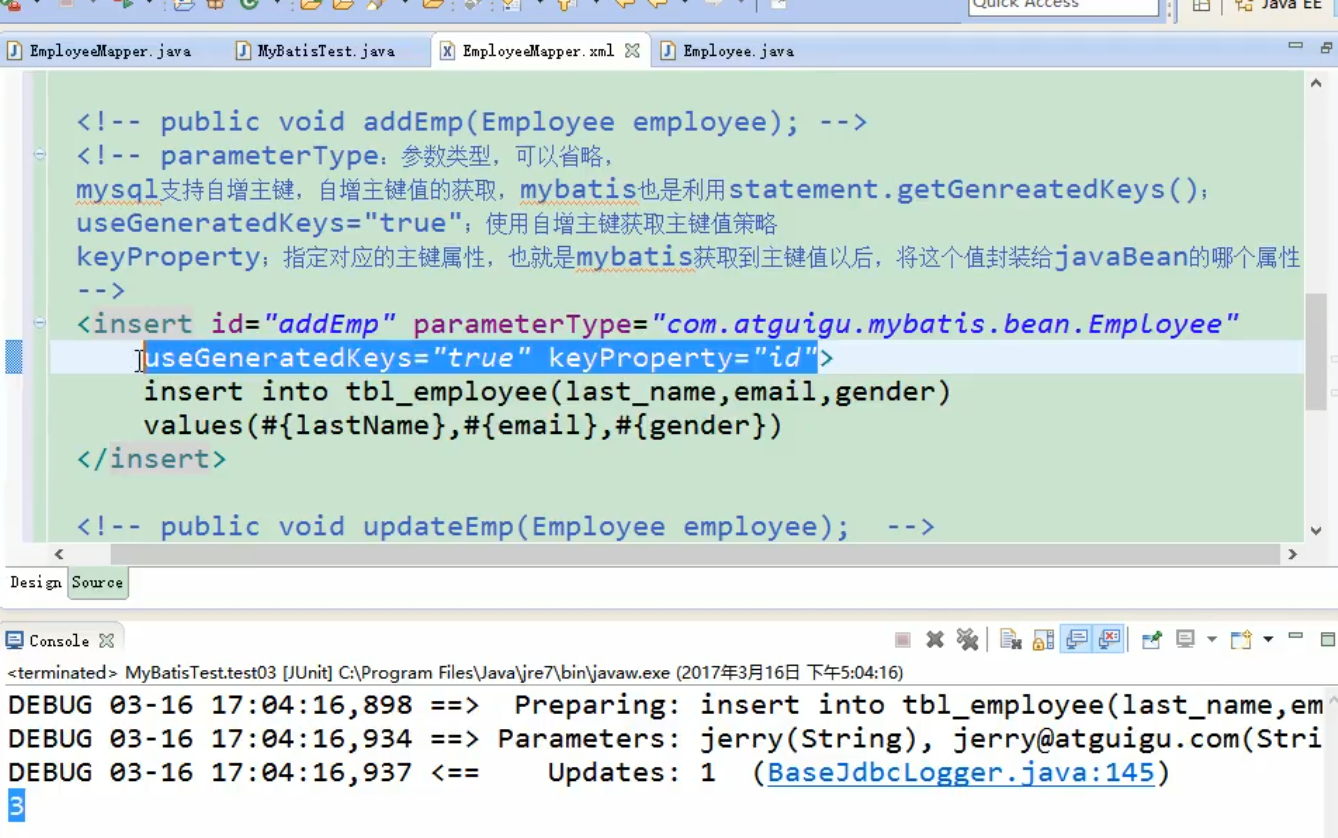 Quick Access
Java EE
EmployeeMapper.java
MyBatisTest.java
EmployeeMapper.xml
Employee.java
<!-- public void addEmp(Employee employee); -->
<!-- parameterType：参数类型，可以省略，
mysql支持自增主键，自增主键值的获取，mybatis也是利用statement.getGenreatedKeys()；
useGeneratedKeys="true"；使用自增主键获取主键值策略
keyProperty；指定对应的主键属性，也就是mybatis获取到主键值以后，将这个值封装给javaBean的哪个属性
-->
<insert id="addEmp" parameterType="com.atguigu.mybatis.bean.Employee"
useGeneratedKeys="true" keyProperty="id">
insert into tbl_employee(last_name,email,gender)
values(#{lastName},#{email},#{gender})
</insert>
<!-- public void updateEmp(Employee employee);  -->
Design Source
Console
<terminated> MyBatisTest.test03 [JUnit] C:\Program Files\Java\jre7\bin\javaw.exe (2017年3月16日 下午5:04:16)
DEBUG 03-16 17:04:16,898 ==>  Preparing: insert into tbl_employee(last_name,em
DEBUG 03-16 17:04:16,934 ==> Parameters: jerry(String), jerry@atguigu.com(Stri
DEBUG 03-16 17:04:16,937 <==    Updates: 1  (BaseJdbcLogger.java:145)
3